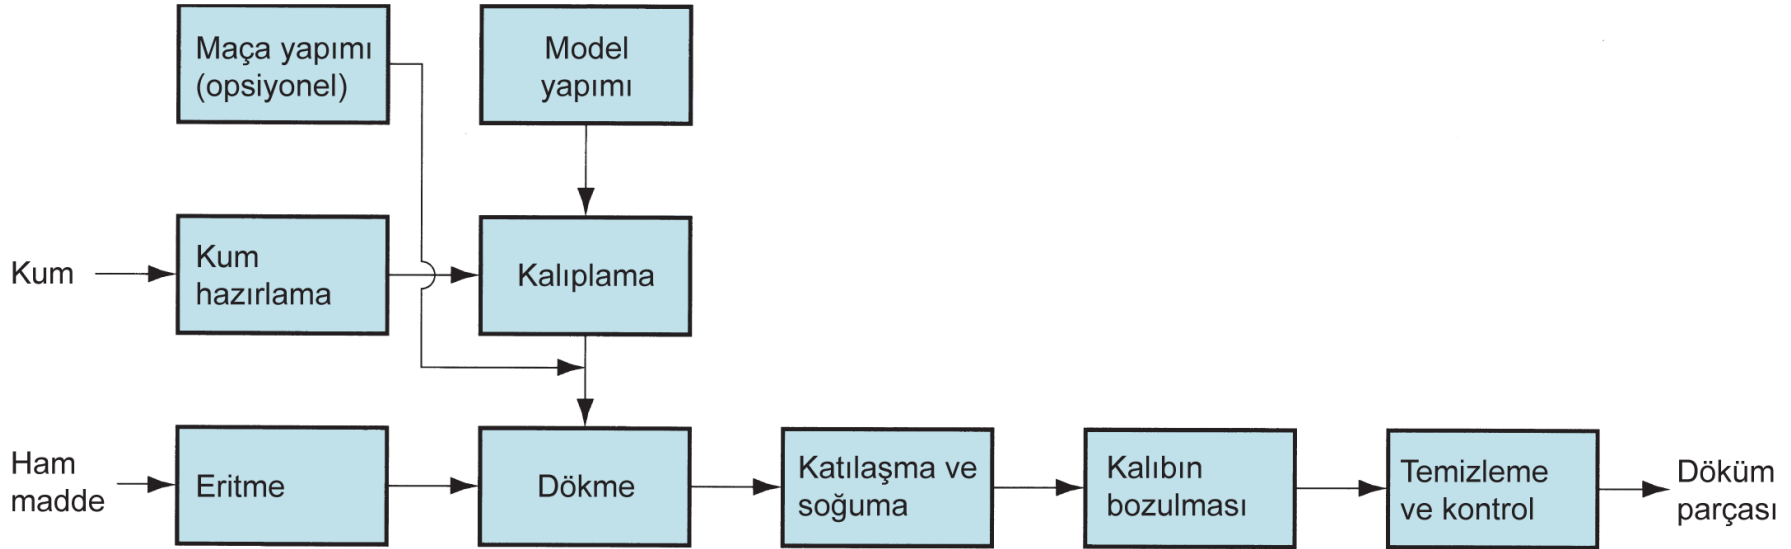 Maça yapımı
(opsiyonel)
Model
yapımı
Kum
Kum
hazırlama
Kalıplama
Ham
madde
Eritme
Dökme
Katılaşma ve
soğuma
Kalıbın
bozulması
Temizleme
ve kontrol
Döküm
parçası